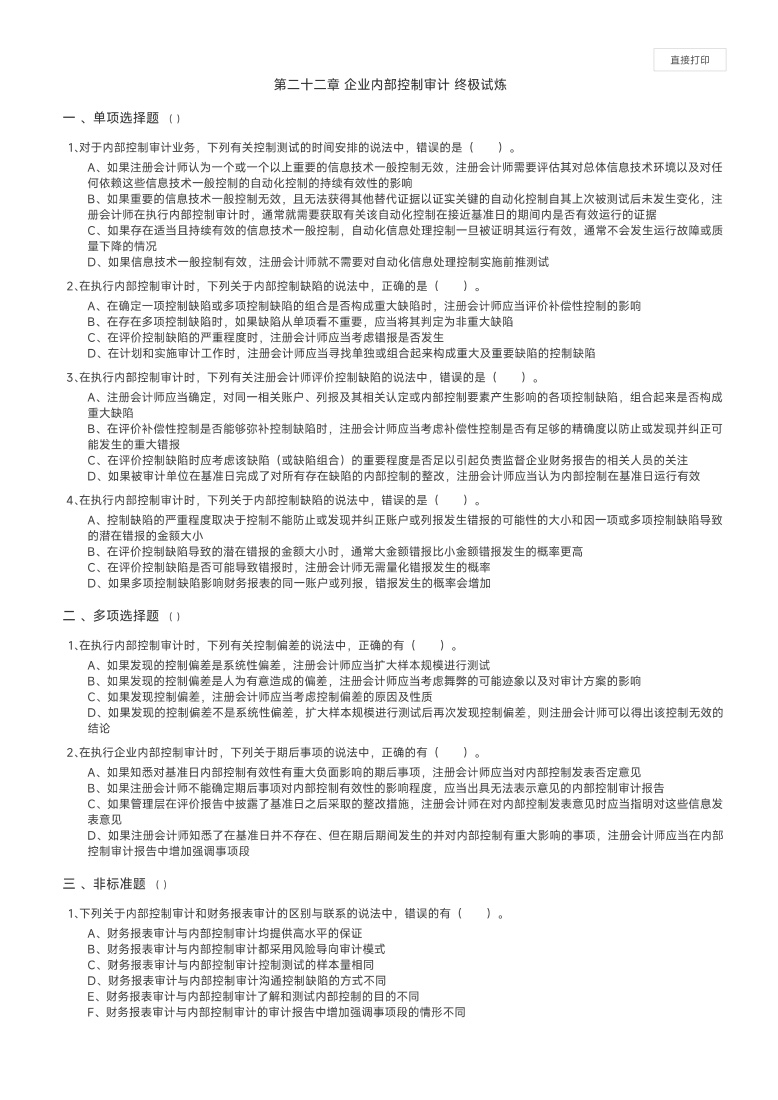 直接打印
第二十二章 企业内部控制审计 终极试炼
一 、单项选择题 （ ）
1、对于内部控制审计业务，下列有关控制测试的时间安排的说法中，错误的是（　　）。
A、如果注册会计师认为一个或一个以上重要的信息技术一般控制无效，注册会计师需要评估其对总体信息技术环境以及对任
何依赖这些信息技术一般控制的自动化控制的持续有效性的影响
B、如果重要的信息技术一般控制无效，且无法获得其他替代证据以证实关键的自动化控制自其上次被测试后未发生变化，注
册会计师在执行内部控制审计时，通常就需要获取有关该自动化控制在接近基准日的期间内是否有效运行的证据
C、如果存在适当且持续有效的信息技术一般控制，自动化信息处理控制一旦被证明其运行有效，通常不会发生运行故障或质
量下降的情况
D、如果信息技术一般控制有效，注册会计师就不需要对自动化信息处理控制实施前推测试
2、在执行内部控制审计时，下列关于内部控制缺陷的说法中，正确的是（　　）。
A、在确定一项控制缺陷或多项控制缺陷的组合是否构成重大缺陷时，注册会计师应当评价补偿性控制的影响
B、在存在多项控制缺陷时，如果缺陷从单项看不重要，应当将其判定为非重大缺陷
C、在评价控制缺陷的严重程度时，注册会计师应当考虑错报是否发生
D、在计划和实施审计工作时，注册会计师应当寻找单独或组合起来构成重大及重要缺陷的控制缺陷
3、在执行内部控制审计时，下列有关注册会计师评价控制缺陷的说法中，错误的是（　　）。
A、注册会计师应当确定，对同一相关账户、列报及其相关认定或内部控制要素产生影响的各项控制缺陷，组合起来是否构成
重大缺陷
B、在评价补偿性控制是否能够弥补控制缺陷时，注册会计师应当考虑补偿性控制是否有足够的精确度以防止或发现并纠正可
能发生的重大错报
C、在评价控制缺陷时应考虑该缺陷（或缺陷组合）的重要程度是否足以引起负责监督企业财务报告的相关人员的关注
D、如果被审计单位在基准日完成了对所有存在缺陷的内部控制的整改，注册会计师应当认为内部控制在基准日运行有效
4、在执行内部控制审计时，下列关于内部控制缺陷的说法中，错误的是（　　）。
A、控制缺陷的严重程度取决于控制不能防止或发现并纠正账户或列报发生错报的可能性的大小和因一项或多项控制缺陷导致
的潜在错报的金额大小
B、在评价控制缺陷导致的潜在错报的金额大小时，通常大金额错报比小金额错报发生的概率更高
C、在评价控制缺陷是否可能导致错报时，注册会计师无需量化错报发生的概率
D、如果多项控制缺陷影响财务报表的同一账户或列报，错报发生的概率会增加
二 、多项选择题 （ ）
1、在执行内部控制审计时，下列有关控制偏差的说法中，正确的有（　　）。
A、如果发现的控制偏差是系统性偏差，注册会计师应当扩大样本规模进行测试
B、如果发现的控制偏差是人为有意造成的偏差，注册会计师应当考虑舞弊的可能迹象以及对审计方案的影响
C、如果发现控制偏差，注册会计师应当考虑控制偏差的原因及性质
D、如果发现的控制偏差不是系统性偏差，扩大样本规模进行测试后再次发现控制偏差，则注册会计师可以得出该控制无效的
结论
2、在执行企业内部控制审计时，下列关于期后事项的说法中，正确的有（　　）。
A、如果知悉对基准日内部控制有效性有重大负面影响的期后事项，注册会计师应当对内部控制发表否定意见
B、如果注册会计师不能确定期后事项对内部控制有效性的影响程度，应当出具无法表示意见的内部控制审计报告
C、如果管理层在评价报告中披露了基准日之后采取的整改措施，注册会计师在对内部控制发表意见时应当指明对这些信息发
表意见
D、如果注册会计师知悉了在基准日并不存在、但在期后期间发生的并对内部控制有重大影响的事项，注册会计师应当在内部
控制审计报告中增加强调事项段
三 、非标准题 （ ）
1、下列关于内部控制审计和财务报表审计的区别与联系的说法中，错误的有（　　）。
A、财务报表审计与内部控制审计均提供高水平的保证
B、财务报表审计与内部控制审计都采用风险导向审计模式
C、财务报表审计与内部控制审计控制测试的样本量相同
D、财务报表审计与内部控制审计沟通控制缺陷的方式不同
E、财务报表审计与内部控制审计了解和测试内部控制的目的不同
F、财务报表审计与内部控制审计的审计报告中增加强调事项段的情形不同